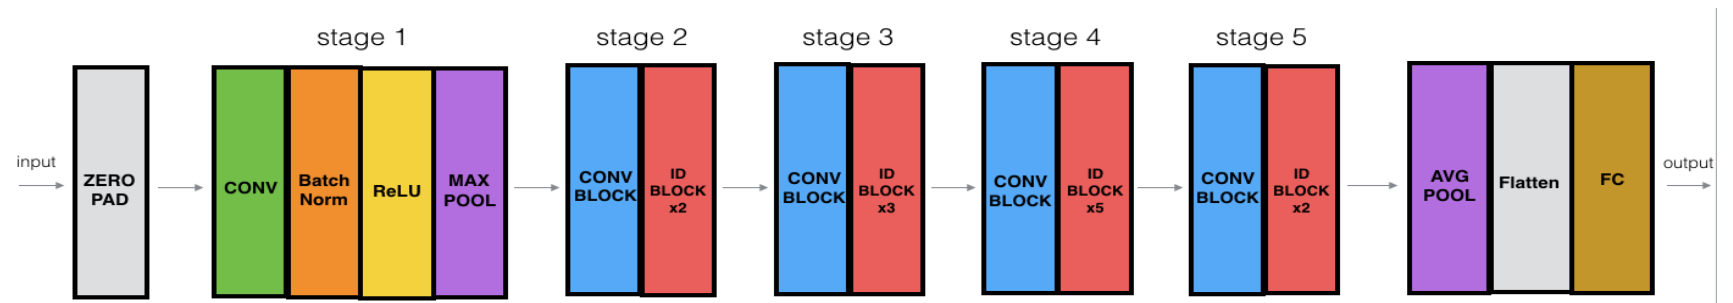 stage 1
stage 2
stage 3
stage 4
stage 5
input
ZERO
PAD
CONV
Batch
Norm
ReLU
MAX
POOL
CONV
BLOCK
ID
BLOCK
x2
CONV
BLOCK
ID
BLOCK
x3
CONV
BLOCK
ID
BLOCK
x5
CONV
BLOCK
ID
BLOCK
x2
AVG
POOL
Flatten
FC
output